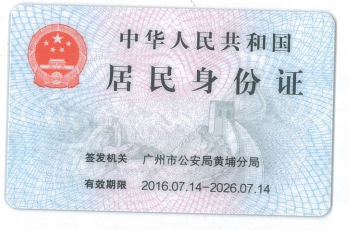 中华人民共和国
居民身份证
签发机关 广州市公安局黄埔分局
有效期限 2016.07.14-2026.07.14